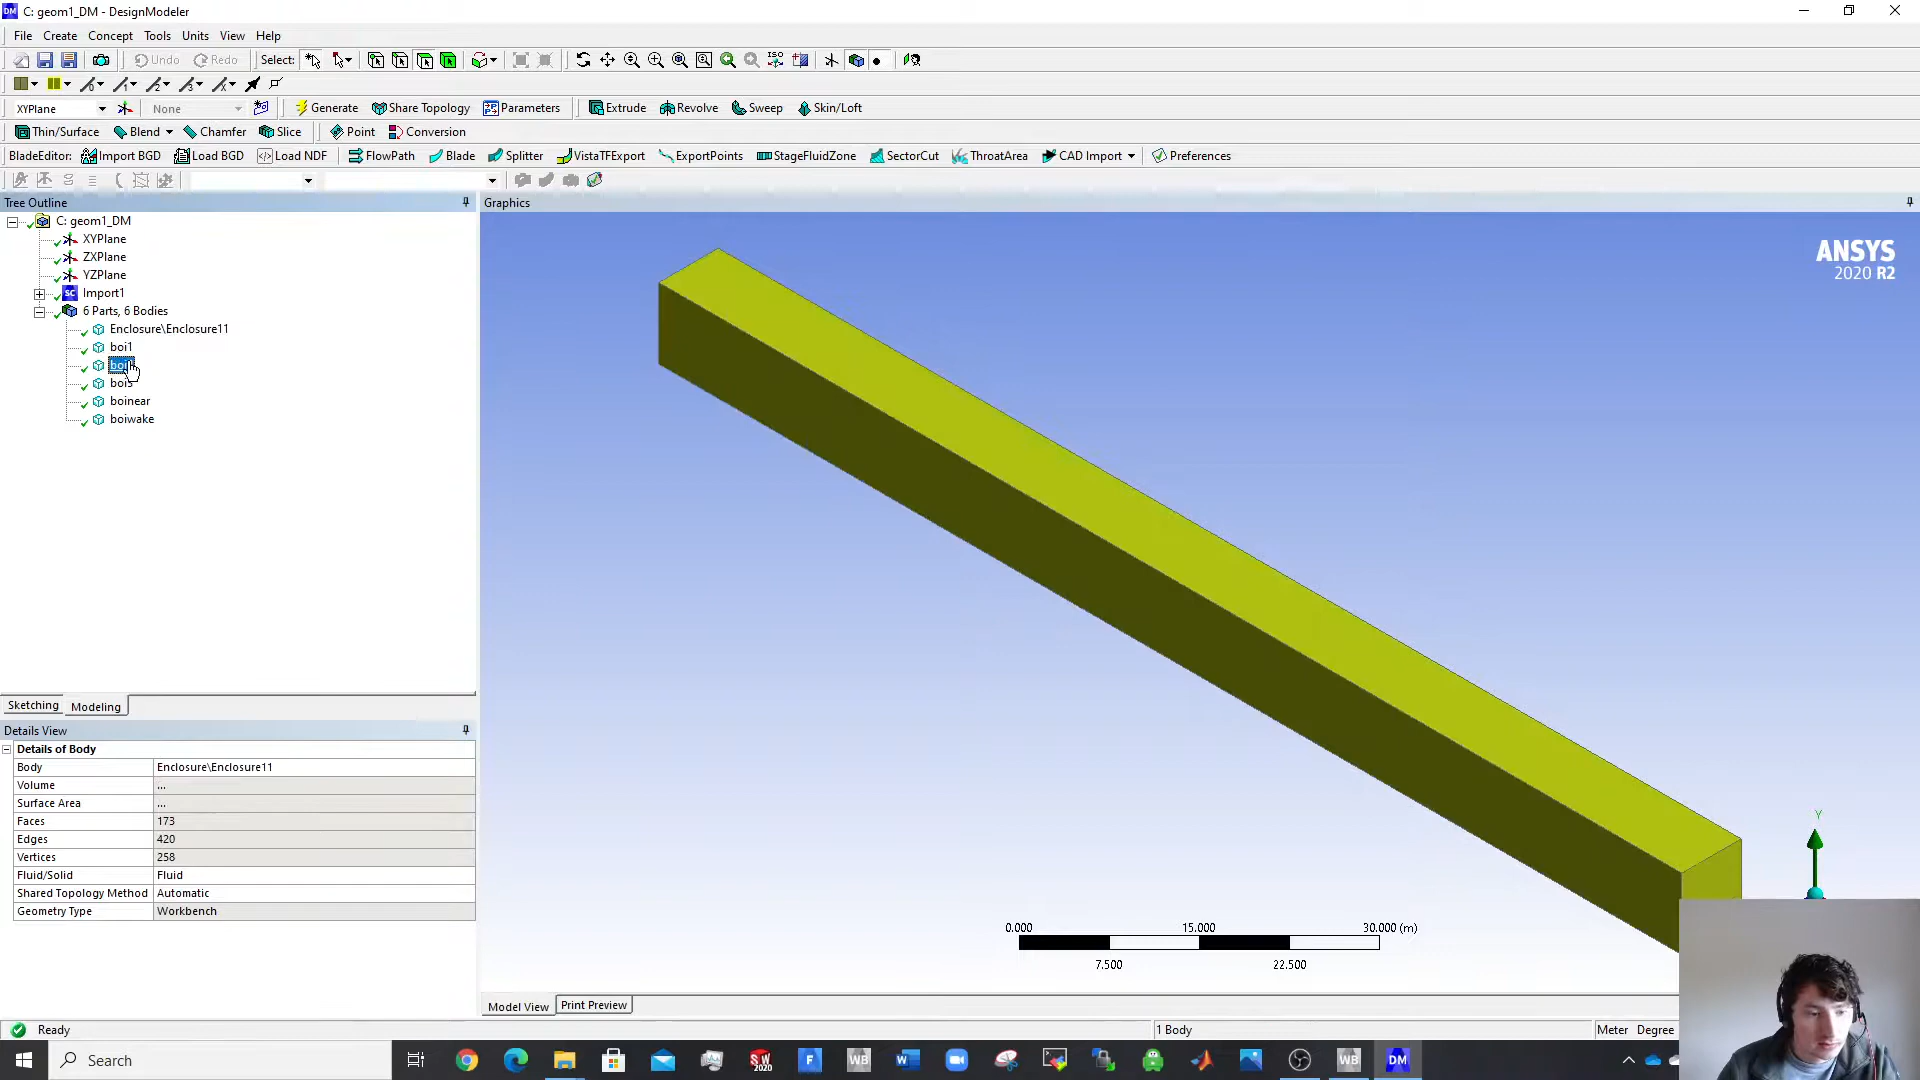 C: geom1_DM - DesignModeler
File Create Concept Tools Units View Help
Undo Redo Select:
XYPlane None Generate Share Topology Parameters Extrude Revolve Sweep Skin/Loft
Thin/Surface Blend Chamfer Slice Point Conversion
BladeEditor: Import BGD Load BGD Load NDF FlowPath Blade Splitter VistaTFExport ExportPoints StageFluidZone SectorCut ThroatArea CAD Import Preferences
Tree Outline
Graphics
C: geom1_DM
XYPlane
ZXPlane
YZPlane
Import1
6 Parts, 6 Bodies
Enclosure\Enclosure11
boi1
boinear
boiwake
ANSYS
2020 R2
Sketching Modeling
Details View
Details of Body
Body Enclosure\Enclosure11
Volume ...
Surface Area ...
Faces 173
Edges 420
Vertices 258
Fluid/Solid Fluid
Shared Topology Method Automatic
Geometry Type Workbench
Y
0.000 15.000 30.000 (m)
7.500 22.500
Model View Print Preview
Ready
1 Body
Meter Degree
Search
SW 2020 F WB W WB DM